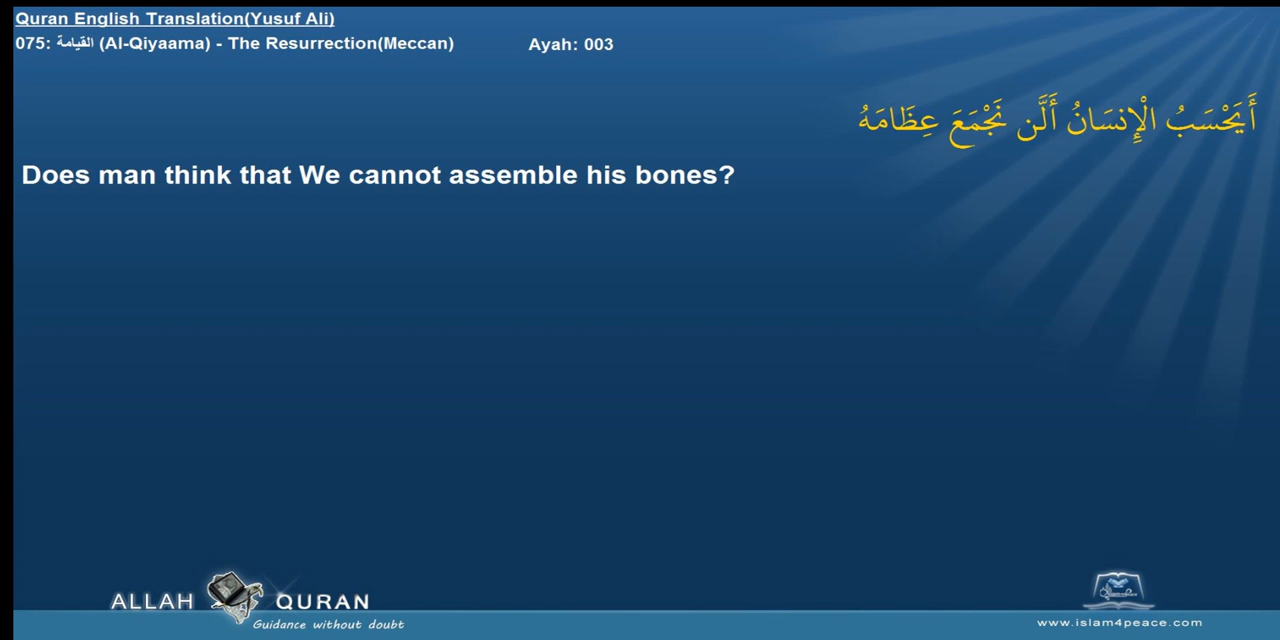 Quran English Translation(Yusuf Ali)
075: القيامة (Al-Qiyaama) - The Resurrection(Meccan) Ayah: 003
أَيَحْسَبُ الْإِنسَانُ أَلَّن نَجْمَعَ عِظَامَهُ
Does man think that We cannot assemble his bones?
ALLAH QURAN
Guidance without doubt
www.islam4peace.com